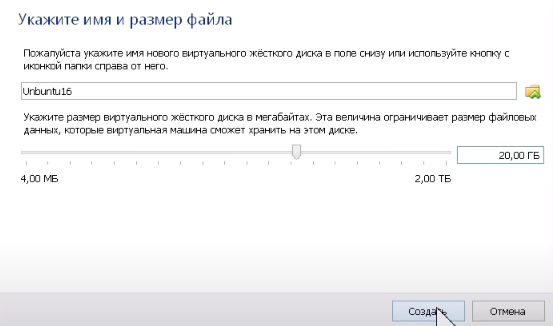 Укажите имя и размер файла
Пожалуйста укажите имя нового виртуального жёсткого диска в поле снизу или используйте кнопку с
иконкой папки справа от него.
Unbuntu16
Укажите размер виртуального жёсткого диска в мегабайтах. Эта величина ограничивает размер файловых
данных, которые виртуальная машина сможет хранить на этом диске.
20,00 ГБ
4,00 МБ
2,00 ТБ
Создать
Отмена